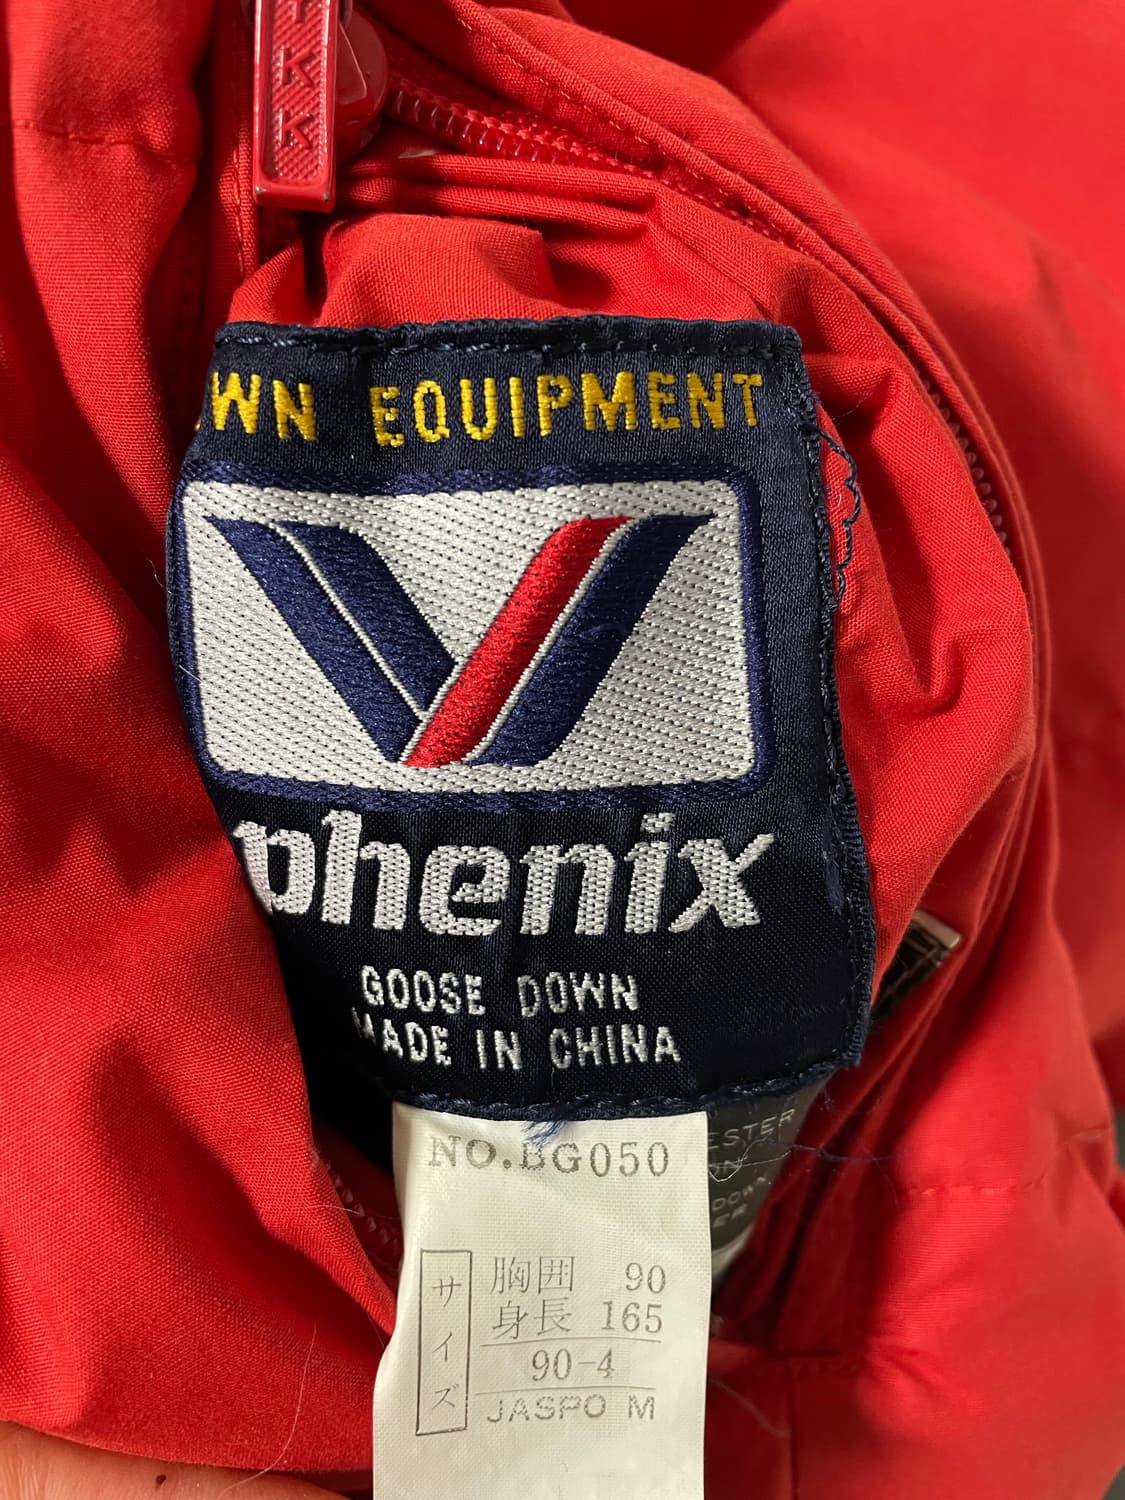 YKK
EQUIPMENT
phenix
GOOSE DOWN
MADE IN CHINA
NO.BG050
サイズ
胸囲 90
身長 165
90-4
JASPO M
DOWN,